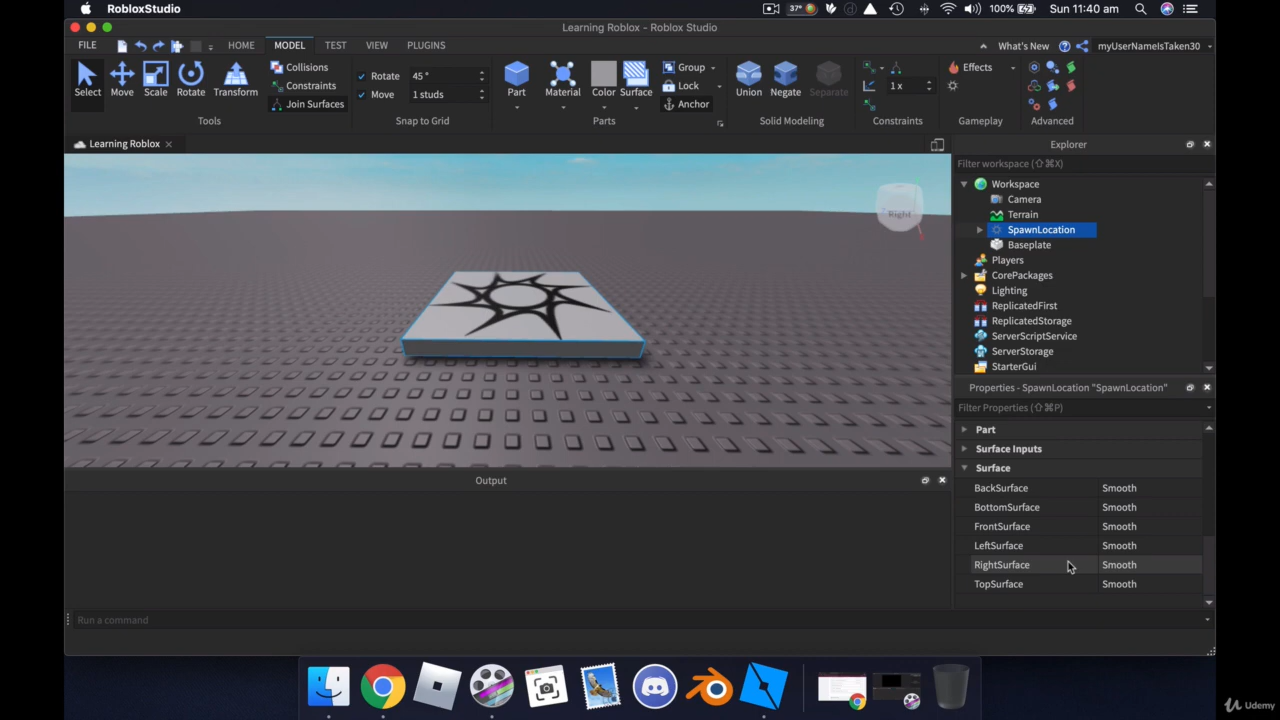 RobloxStudio
37°
100%
Sun 11:40 am
Learning Roblox - Roblox Studio
FILE
HOME
MODEL
TEST
VIEW
PLUGINS
What's New
myUserNameIsTaken30
Select
Move
Scale
Rotate
Transform
Collisions
Constraints
Join Surfaces
Tools
Rotate
45 °
Move
1 studs
Snap to Grid
Part
Material
Color
Surface
Group
Lock
Anchor
Parts
Union
Negate
Separate
Solid Modeling
1 x
Constraints
Effects
Gameplay
Advanced
Learning Roblox
Right
Explorer
Filter workspace (⇧⌘X)
Workspace
Camera
Terrain
SpawnLocation
Baseplate
Players
CorePackages
Lighting
ReplicatedFirst
ReplicatedStorage
ServerScriptService
ServerStorage
StarterGui
Properties - SpawnLocation "SpawnLocation"
Filter Properties (⇧⌘P)
Part
Surface Inputs
Surface
BackSurface Smooth
BottomSurface Smooth
FrontSurface Smooth
LeftSurface Smooth
RightSurface Smooth
TopSurface Smooth
Output
Run a command
Udemy